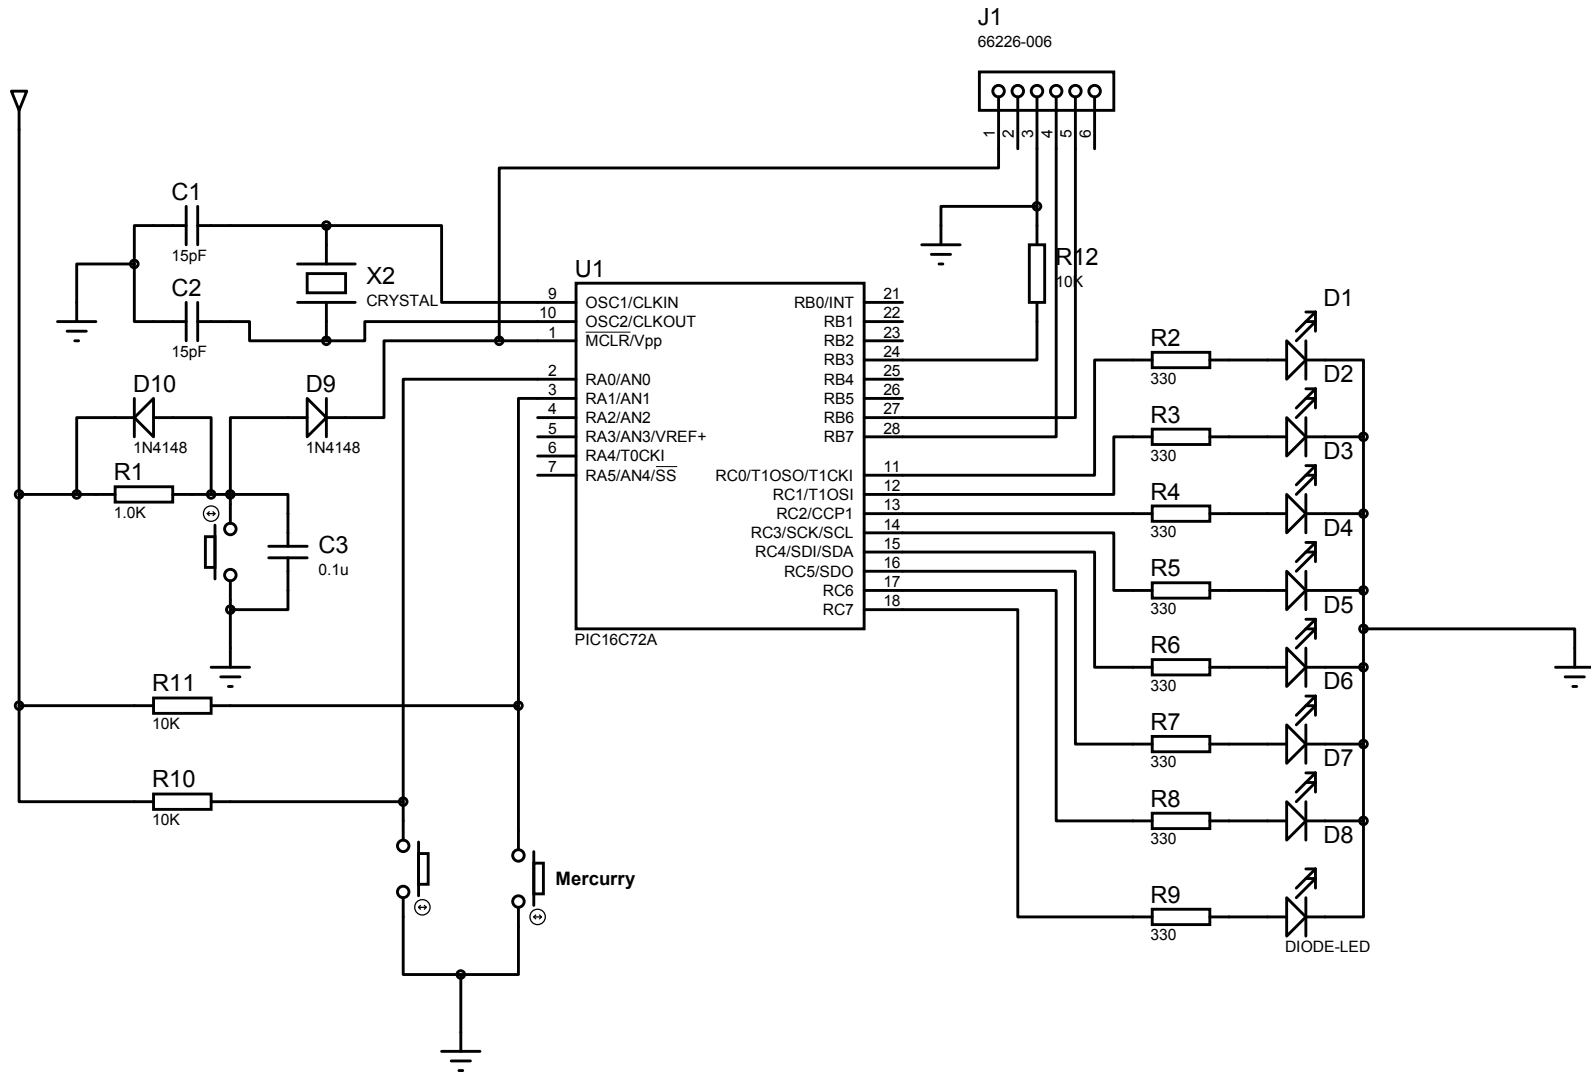 J1
66226-006
1
2
3
4
5
6
C1
15pF
C2
15pF
X2
CRYSTAL
U1
9 OSC1/CLKIN
10 OSC2/CLKOUT
1 MCLR/Vpp
2 RA0/AN0
3 RA1/AN1
4 RA2/AN2
5 RA3/AN3/VREF+
6 RA4/T0CKI
7 RA5/AN4/SS
RB0/INT 21
RB1 22
RB2 23
RB3 24
RB4 25
RB5 26
RB6 27
RB7 28
RC0/T1OSO/T1CKI 11
RC1/T1OSI 12
RC2/CCP1 13
RC3/SCK/SCL 14
RC4/SDI/SDA 15
RC5/SDO 16
RC6 17
RC7 18
PIC16C72A
R12
10K
D10
1N4148
D9
1N4148
R1
1.0K
C3
0.1u
R11
10K
R10
10K
Mercurry
R2
330
R3
330
R4
330
R5
330
R6
330
R7
330
R8
330
R9
330
D1
D2
D3
D4
D5
D6
D7
D8
DIODE-LED